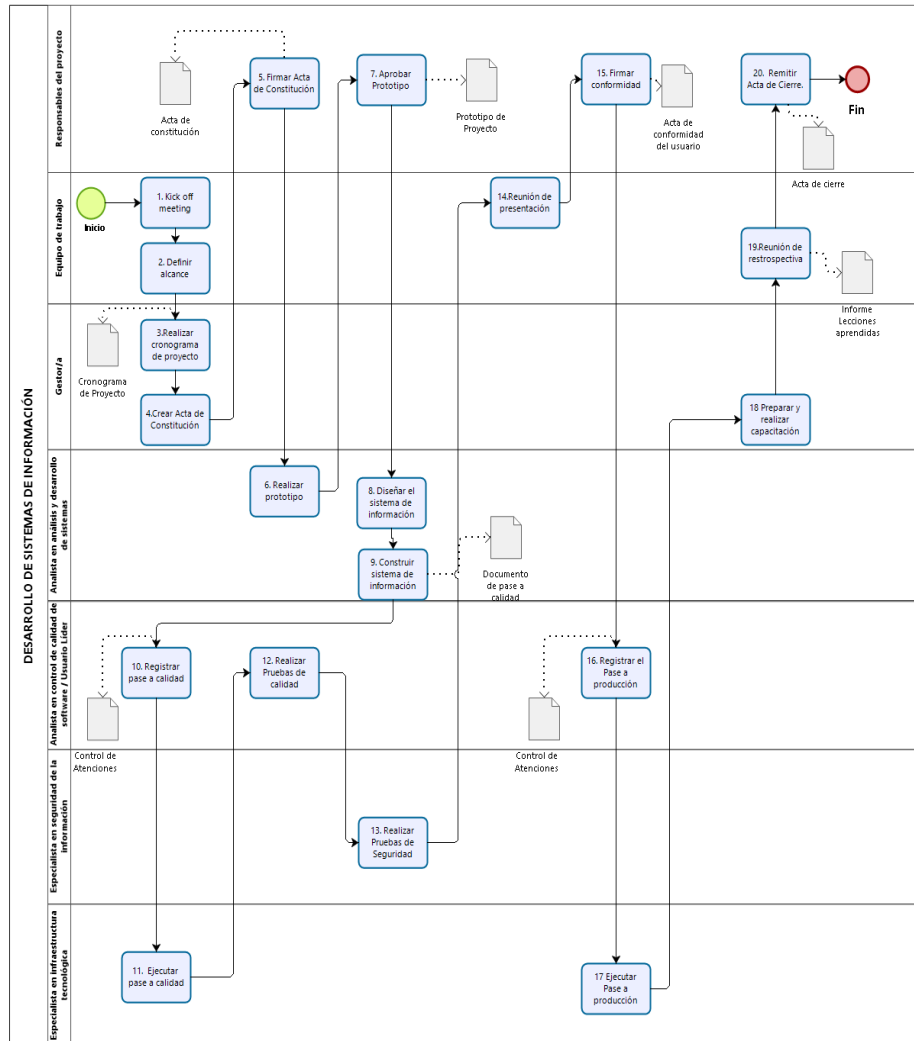 DESARROLLO DE SISTEMAS DE INFORMACIÓN
Responsables del proyecto
Acta de
constitución
5. Firmar Acta
de Constitución
7. Aprobar
Prototipo
Prototipo de
Proyecto
15. Firmar
conformidad
Acta de
conformidad
del usuario
20. Remitir
Acta de Cierre.
Fin
Acta de cierre
Equipo de trabajo
Inicio
1. Kick off
meeting
2. Definir
alcance
14.Reunión de
presentación
19.Reunión de
restrospectiva
Informe
Lecciones
aprendidas
Gestor/a
Cronograma
de Proyecto
3.Realizar
cronograma
de proyecto
4.Crear Acta de
Constitución
18 Preparar y
realizar
capacitación
Analista en análisis y desarrollo
de sistemas
6. Realizar
prototipo
8. Diseñar el
sistema de
información
9. Construir
sistema de
información
Documento
de pase a
calidad
Analista en control de calidad de
software / Usuario Líder
10. Registrar
pase a calidad
Control de
Atenciones
12. Realizar
Pruebas de
calidad
16. Registrar el
Pase a
producción
Control de
Atenciones
Especialista en seguridad de la
información
13. Realizar
Pruebas de
Seguridad
Especialista en infraestructura
tecnológica
11. Ejecutar
pase a calidad
17 Ejecutar
Pase a
producción